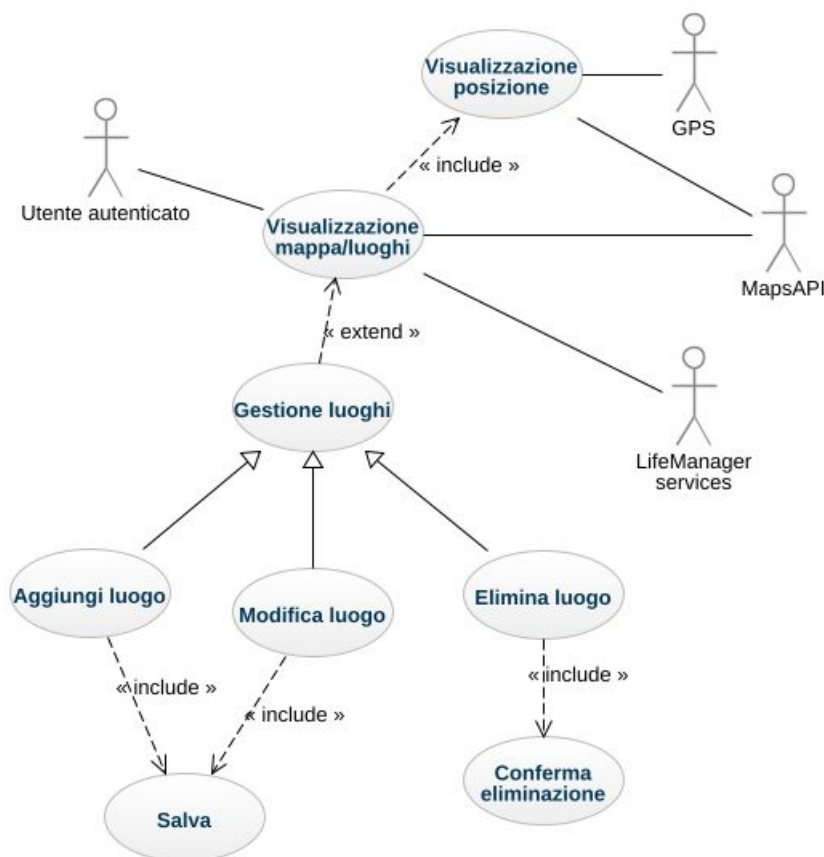 Visualizzazione
posizione
GPS
« include »
Utente autenticato
Visualizzazione
mappa/luoghi
MapsAPI
« extend »
Gestione luoghi
LifeManager
services
Aggiungi luogo
Modifica luogo
Elimina luogo
« include »
« include »
« include »
Salva
Conferma
eliminazione